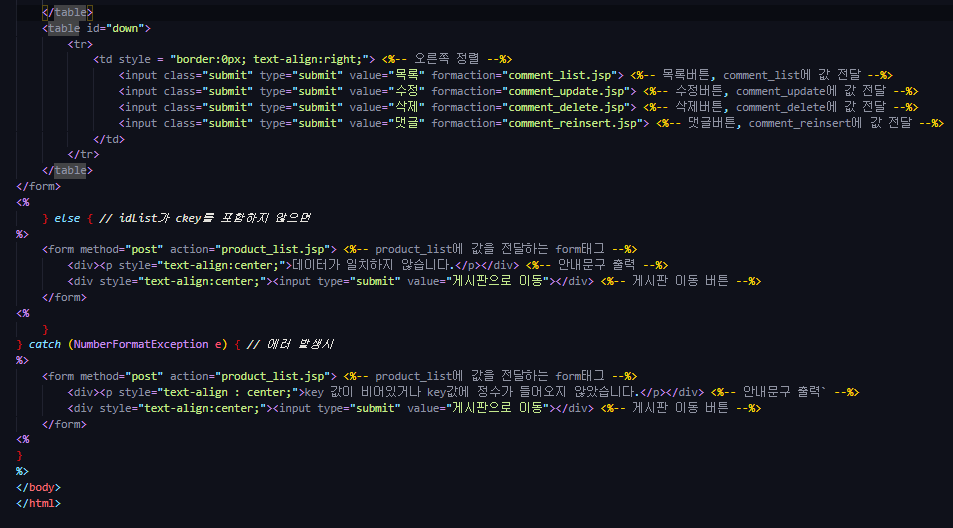 </table>
<table id="down">
<tr>
<td style = "border:0px; text-align:right;"> <%-- 오른쪽 정렬 --%>
<input class="submit" type="submit" value="목록" formaction="comment_list.jsp"> <%-- 목록버튼, comment_list에 값 전달 --%>
<input class="submit" type="submit" value="수정" formaction="comment_update.jsp"> <%-- 수정버튼, comment_update에 값 전달 --%>
<input class="submit" type="submit" value="삭제" formaction="comment_delete.jsp"> <%-- 삭제버튼, comment_delete에 값 전달 --%>
<input class="submit" type="submit" value="댓글" formaction="comment_reinsert.jsp"> <%-- 댓글버튼, comment_reinsert에 값 전달 --%>
</td>
</tr>
</table>
</form>
<%
} else { // idList가 ckey를 포함하지 않으면
%>
<form method="post" action="product_list.jsp"> <%-- product_list에 값을 전달하는 form태그 --%>
<div><p style="text-align:center;">데이터가 일치하지 않습니다.</p></div> <%-- 안내문구 출력 --%>
<div style="text-align:center;"><input type="submit" value="게시판으로 이동"></div> <%-- 게시판 이동 버튼 --%>
</form>
<%
}
} catch (NumberFormatException e) { // 에러 발생시
%>
<form method="post" action="product_list.jsp"> <%-- product_list에 값을 전달하는 form태그 --%>
<div><p style="text-align : center;">key 값이 비어있거나 key값에 정수가 들어오지 않았습니다.</p></div> <%-- 안내문구 출력` --%>
<div style="text-align:center;"><input type="submit" value="게시판으로 이동"></div> <%-- 게시판 이동 버튼 --%>
</form>
<%
}
%>
</body>
</html>